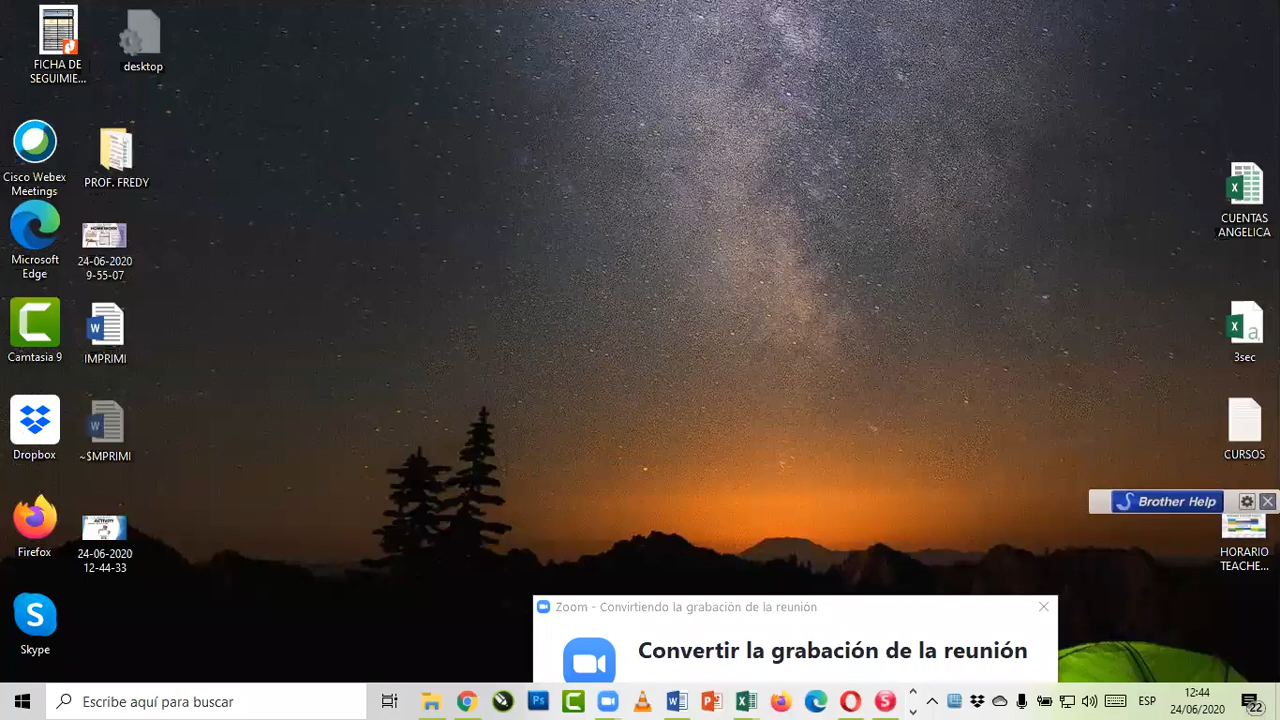 FICHA DE
SEGUIMIE...
desktop
Cisco Webex
Meetings
PROF. FREDY
CUENTAS
ANGELICA
Microsoft
Edge
24-06-2020
9-55-07
Camtasia 9
IMPRIMI
3sec
Dropbox
~$MPRIMI
CURSOS
Brother Help
Firefox
24-06-2020
12-44-33
HORARIO
TEACHE...
Skype
Zoom - Convirtiendo la grabación de la reunión
Convertir la grabación de la reunión
Escribe aquí para buscar
ESP
12:44
24/06/2020
22